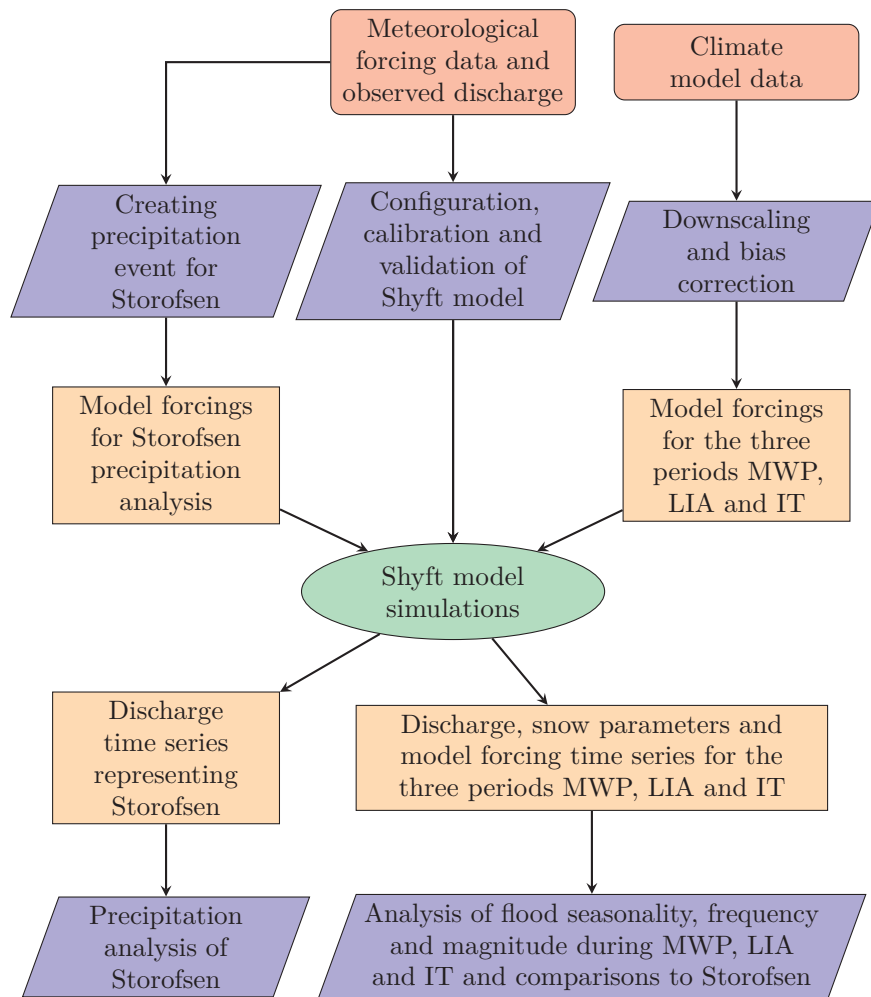 Meteorological
forcing data and
observed discharge
Climate
model data
Creating
precipitation
event for
Storofsen
Configuration,
calibration and
validation of
Shyft model
Downscaling
and bias
correction
Model forcings
for Storofsen
precipitation
analysis
Model forcings
for the three
periods MWP,
LIA and IT
Shyft model
simulations
Discharge
time series
representing
Storofsen
Discharge, snow parameters and
model forcing time series for the
three periods MWP, LIA and IT
Precipitation
analysis of
Storofsen
Analysis of flood seasonality, frequency
and magnitude during MWP, LIA
and IT and comparisons to Storofsen